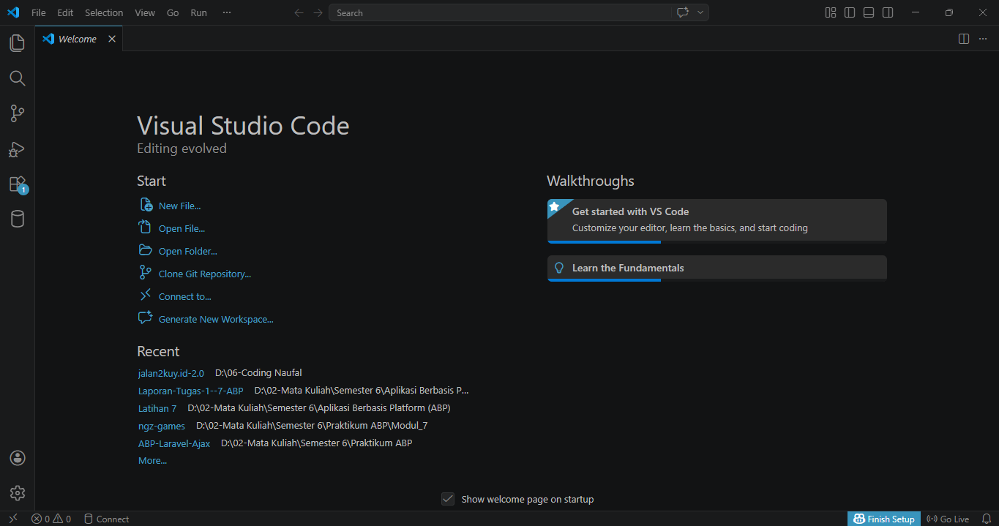 File Edit Selection View Go Run ···
Search
Welcome
Visual Studio Code
Editing evolved
Start
New File...
Open File...
Open Folder...
Clone Git Repository...
Connect to...
Generate New Workspace...
Recent
jalan2kuy.id-2.0 D:\06-Coding Naufal
Laporan-Tugas-1--7-ABP D:\02-Mata Kuliah\Semester 6\Aplikasi Berbasis P...
Latihan 7 D:\02-Mata Kuliah\Semester 6\Aplikasi Berbasis Platform (ABP)
ngz-games D:\02-Mata Kuliah\Semester 6\Praktikum ABP\Modul_7
ABP-Laravel-Ajax D:\02-Mata Kuliah\Semester 6\Praktikum ABP
More...
Walkthroughs
Get started with VS Code
Customize your editor, learn the basics, and start coding
Learn the Fundamentals
1
Show welcome page on startup
0 0 Connect
Finish Setup Go Live